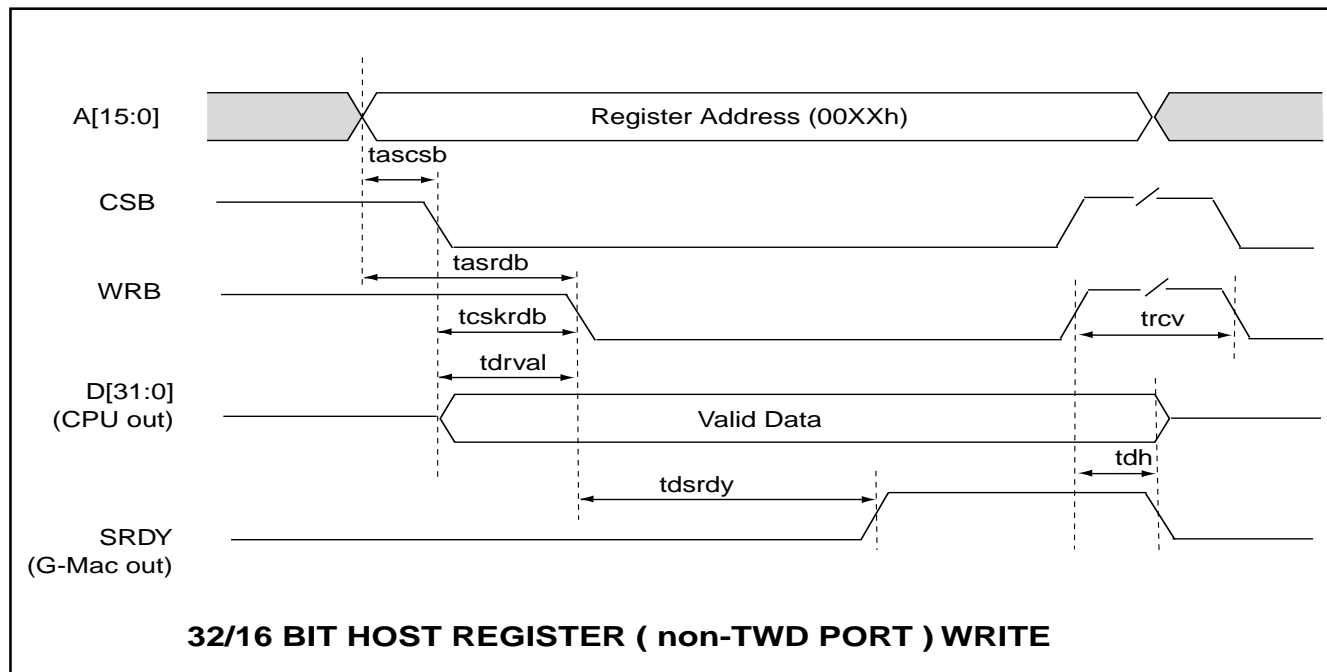 A[15:0]
Register Address (00XXh)
tascsb
CSB
tasrdb
WRB
tcskrdb
trcv
tdrval
D[31:0]
(CPU out)
Valid Data
tdh
tdsrdy
SRDY
(G-Mac out)
32/16 BIT HOST REGISTER ( non-TWD PORT ) WRITE